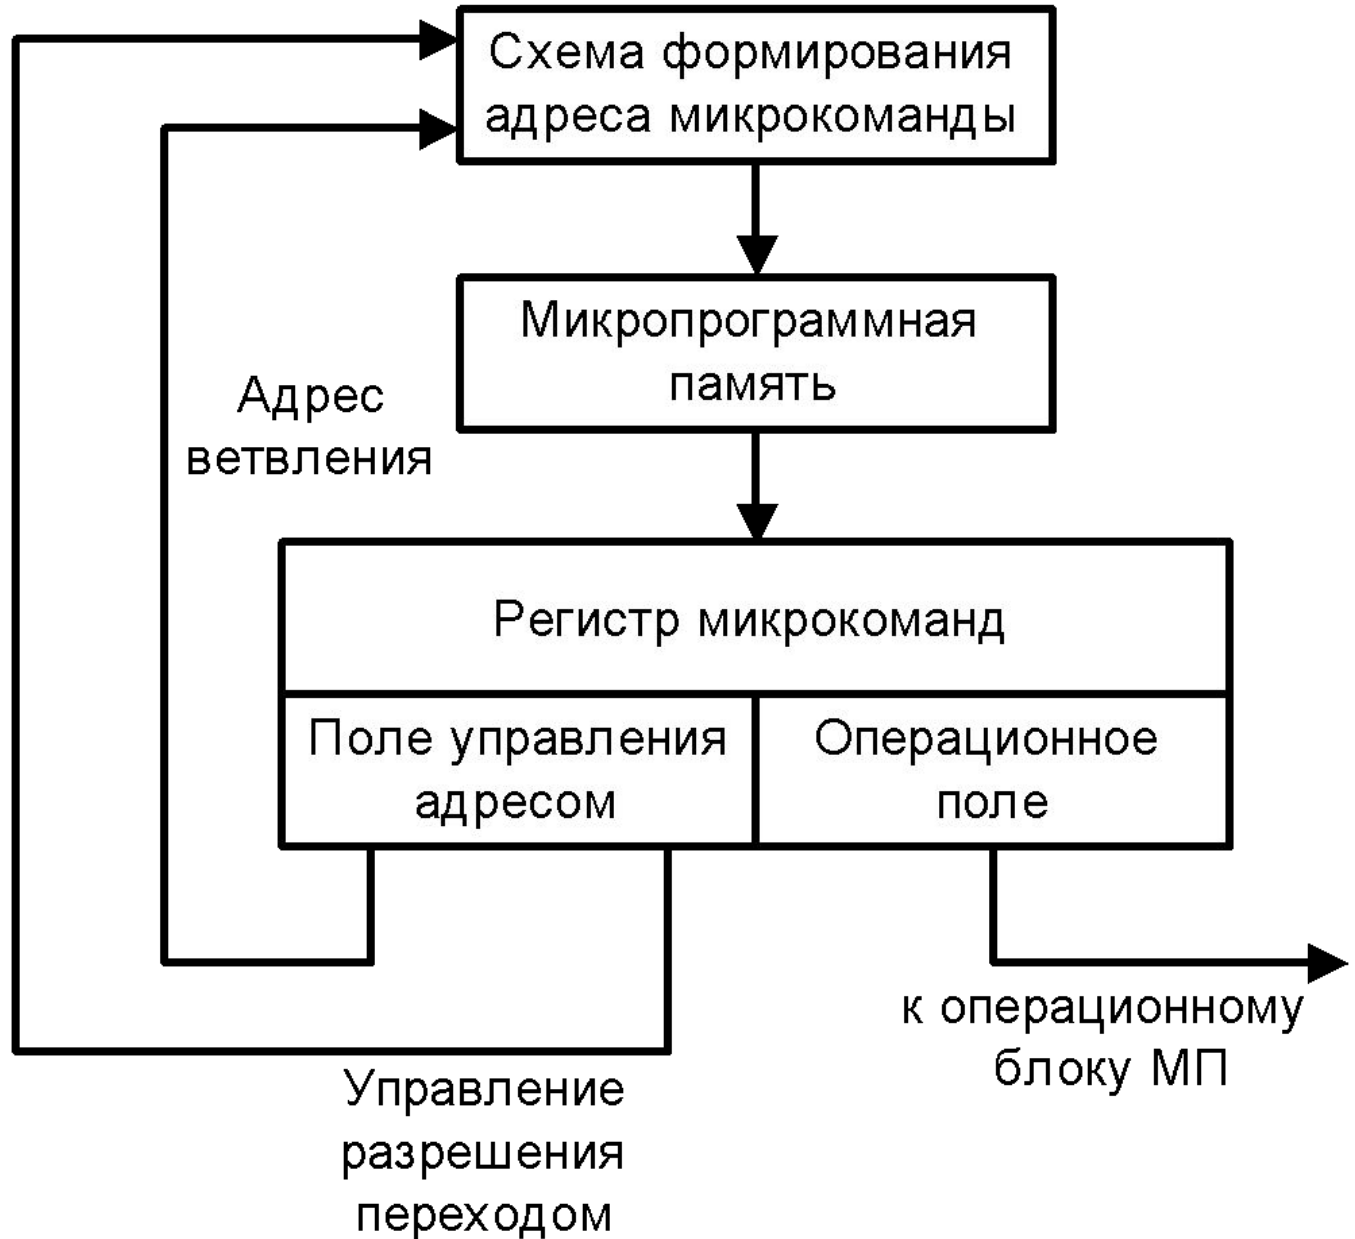 Схема формирования
адреса микрокоманды
Микропрограммная
память
Адрес
ветвления
Регистр микрокоманд
Поле управления
адресом
Операционное
поле
к операционному
блоку МП
Управление
разрешения
переходом